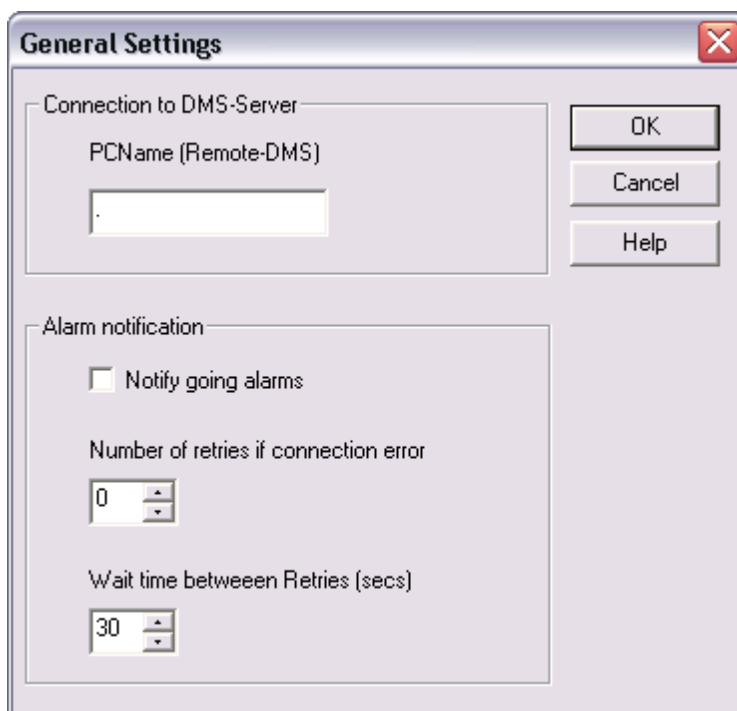 General Settings
Connection to DMS-Server
PCName (Remote-DMS)
.
OK
Cancel
Help
Alarm notification
Notify going alarms
Number of retries if connection error
0
Wait time betweeen Retries (secs)
30